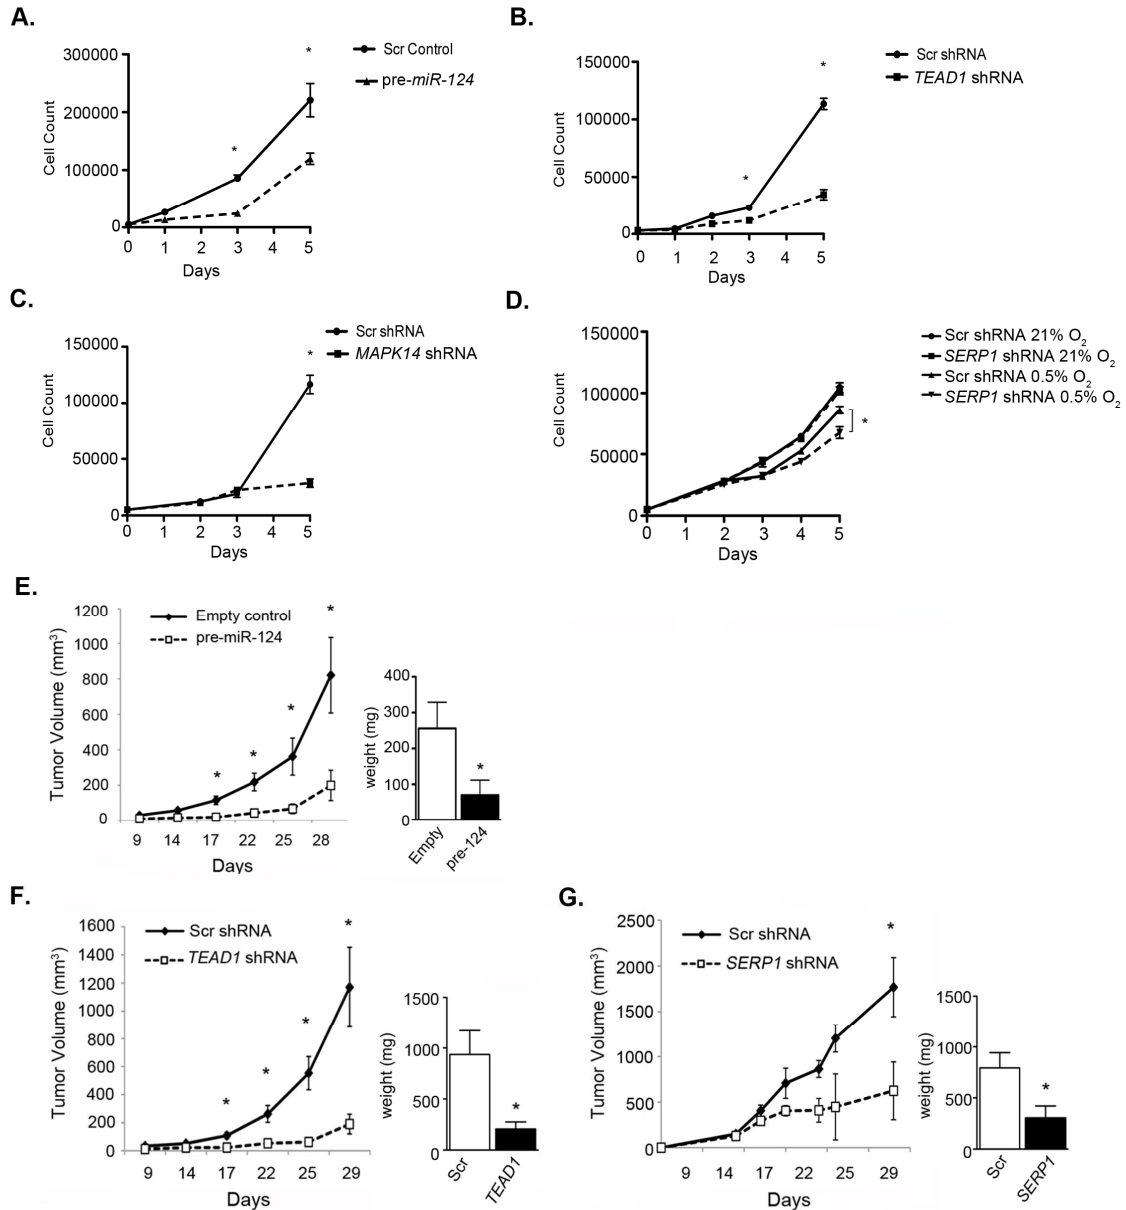 A.
300000
200000
100000
0
Cell Count
0 1 2 3 4 5
Days
*
*
Scr Control
pre-miR-124
B.
150000
100000
50000
0
Cell Count
0 1 2 3 4 5
Days
*
*
Scr shRNA
TEAD1 shRNA
C.
150000
100000
50000
0
Cell Count
0 1 2 3 4 5
Days
*
Scr shRNA
MAPK14 shRNA
D.
150000
100000
50000
0
Cell Count
0 1 2 3 4 5
Days
*
Scr shRNA 21% O2
SERP1 shRNA 21% O2
Scr shRNA 0.5% O2
SERP1 shRNA 0.5% O2
E.
1200
1000
800
600
400
200
0
Tumor Volume (mm³)
9 14 17 22 25 28
Days
Empty control
pre-miR-124
*
*
*
*
400
300
200
100
0
weight (mg)
*
Empty
pre-124
F.
1600
1400
1200
1000
800
600
400
200
0
Tumor Volume (mm³)
9 14 17 22 25 29
Days
Scr shRNA
TEAD1 shRNA
*
*
*
*
1500
1000
500
0
weight (mg)
*
Scr
TEAD1
G.
2500
2000
1500
1000
500
0
Tumor Volume (mm³)
9 14 17 22 25 29
Days
Scr shRNA
SERP1 shRNA
*
1500
1000
500
0
weight (mg)
*
Scr
SERP1